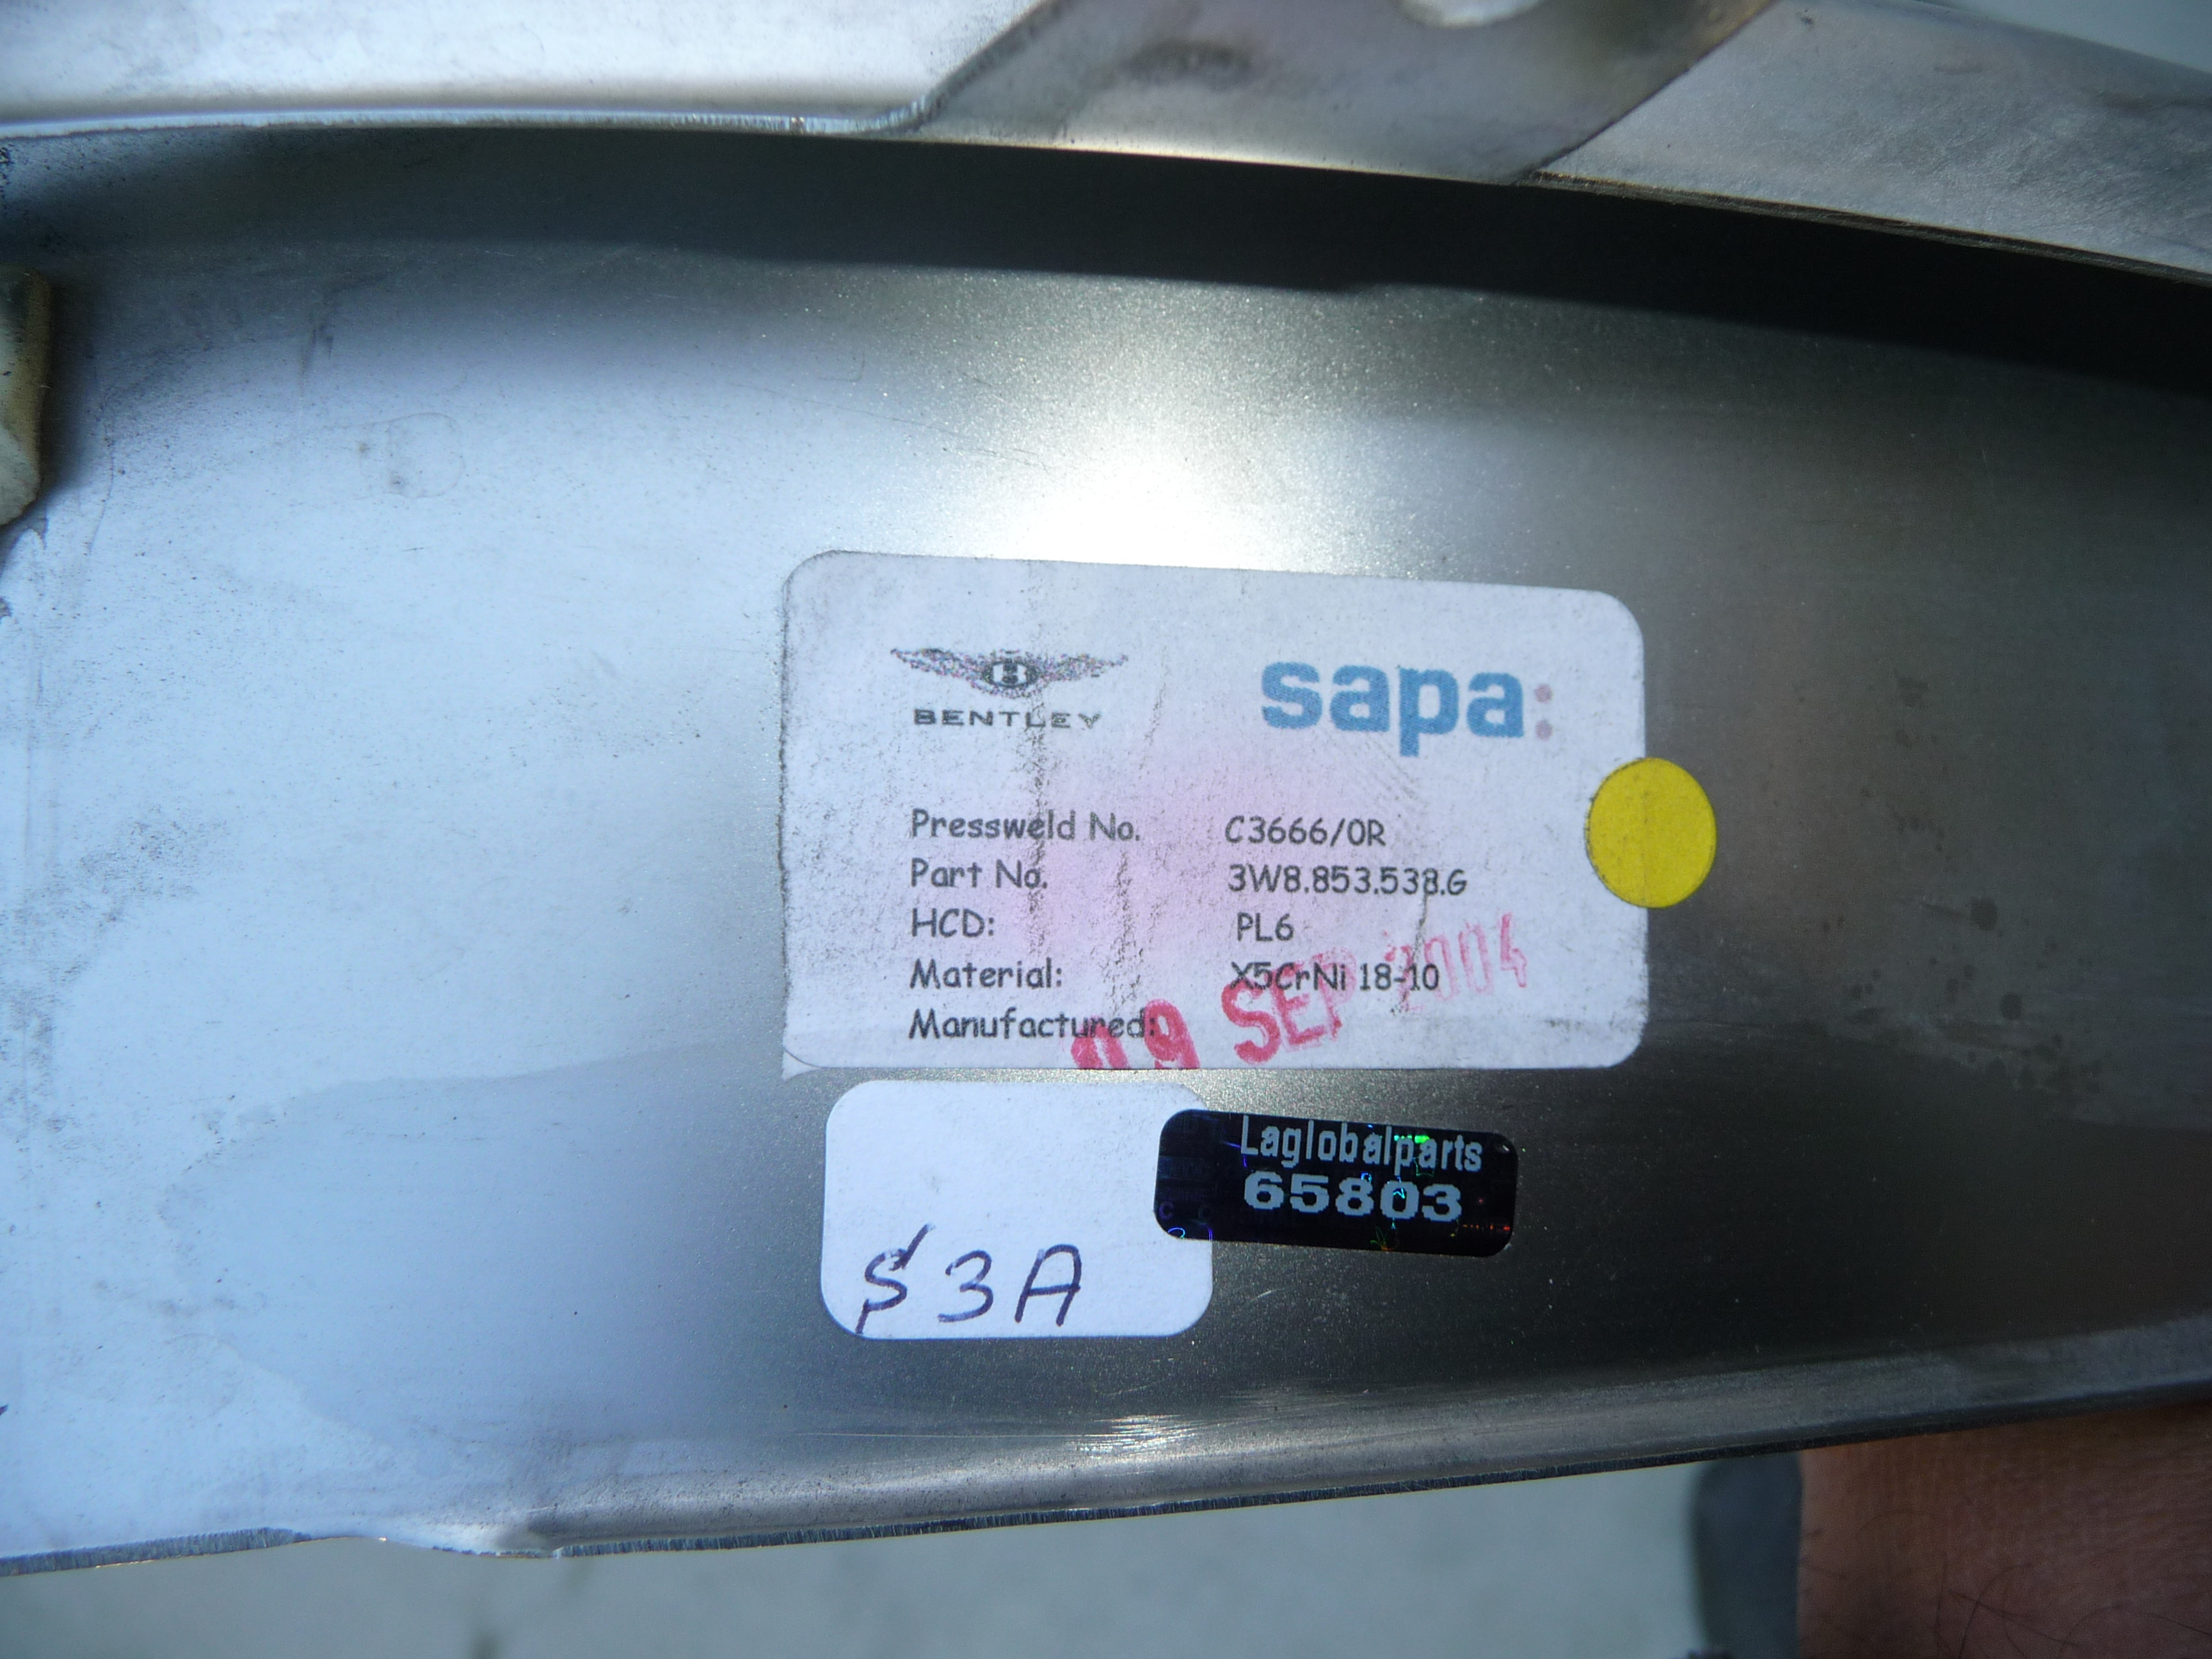 B
BENTLEY
sapa:
Pressweld No. C3666/0R
Part No. 3W8.853.538.G
HCD: PL6
Material: X5CrNi 18-10
Manufactured: 09 SEP 2004
Laglobalparts
65803
$3A